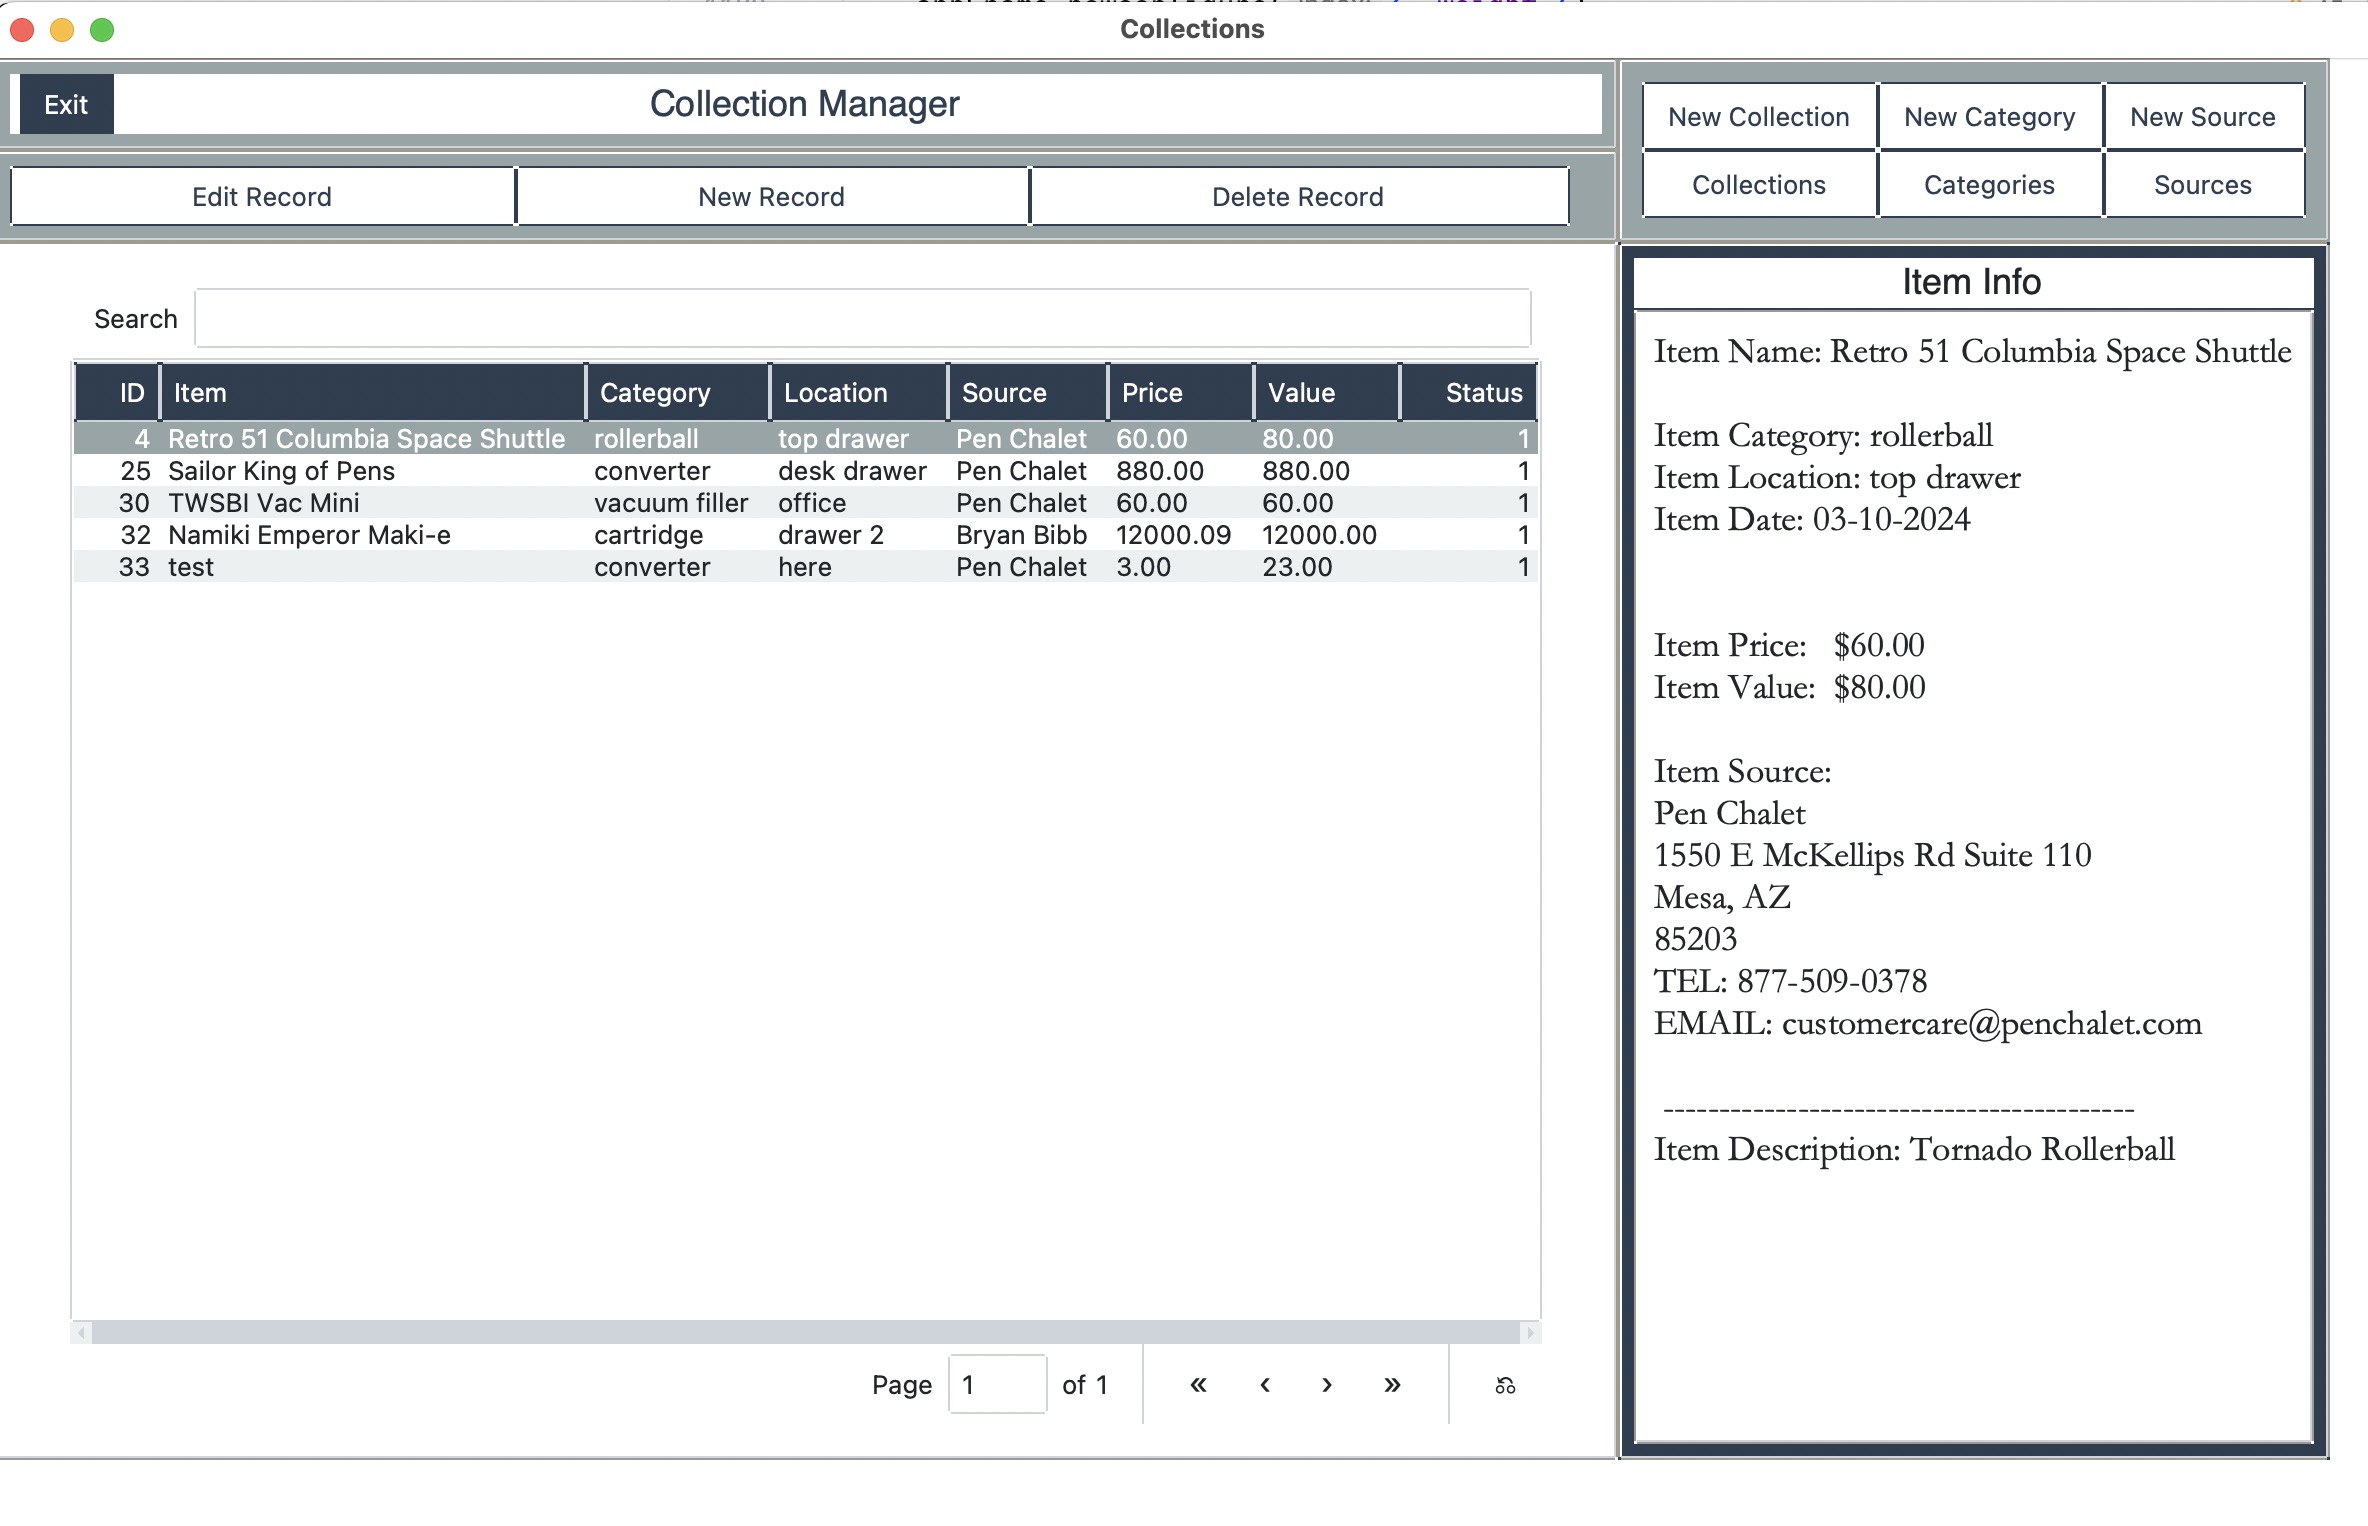 Collections
Exit
Collection Manager
New Collection New Category New Source
Collections Categories Sources
Edit Record New Record Delete Record
Search
ID Item Category Location Source Price Value Status
4 Retro 51 Columbia Space Shuttle rollerball top drawer Pen Chalet 60.00 80.00 1
25 Sailor King of Pens converter desk drawer Pen Chalet 880.00 880.00 1
30 TWSBI Vac Mini vacuum filler office Pen Chalet 60.00 60.00 1
32 Namiki Emperor Maki-e cartridge drawer 2 Bryan Bibb 12000.09 12000.00 1
33 test converter here Pen Chalet 3.00 23.00 1
Page 1 of 1 « ‹ › »
Item Info
Item Name: Retro 51 Columbia Space Shuttle
Item Category: rollerball
Item Location: top drawer
Item Date: 03-10-2024
Item Price: $60.00
Item Value: $80.00
Item Source:
Pen Chalet
1550 E McKellips Rd Suite 110
Mesa, AZ
85203
TEL: 877-509-0378
EMAIL: customercare@penchalet.com
------------------------------------------
Item Description: Tornado Rollerball